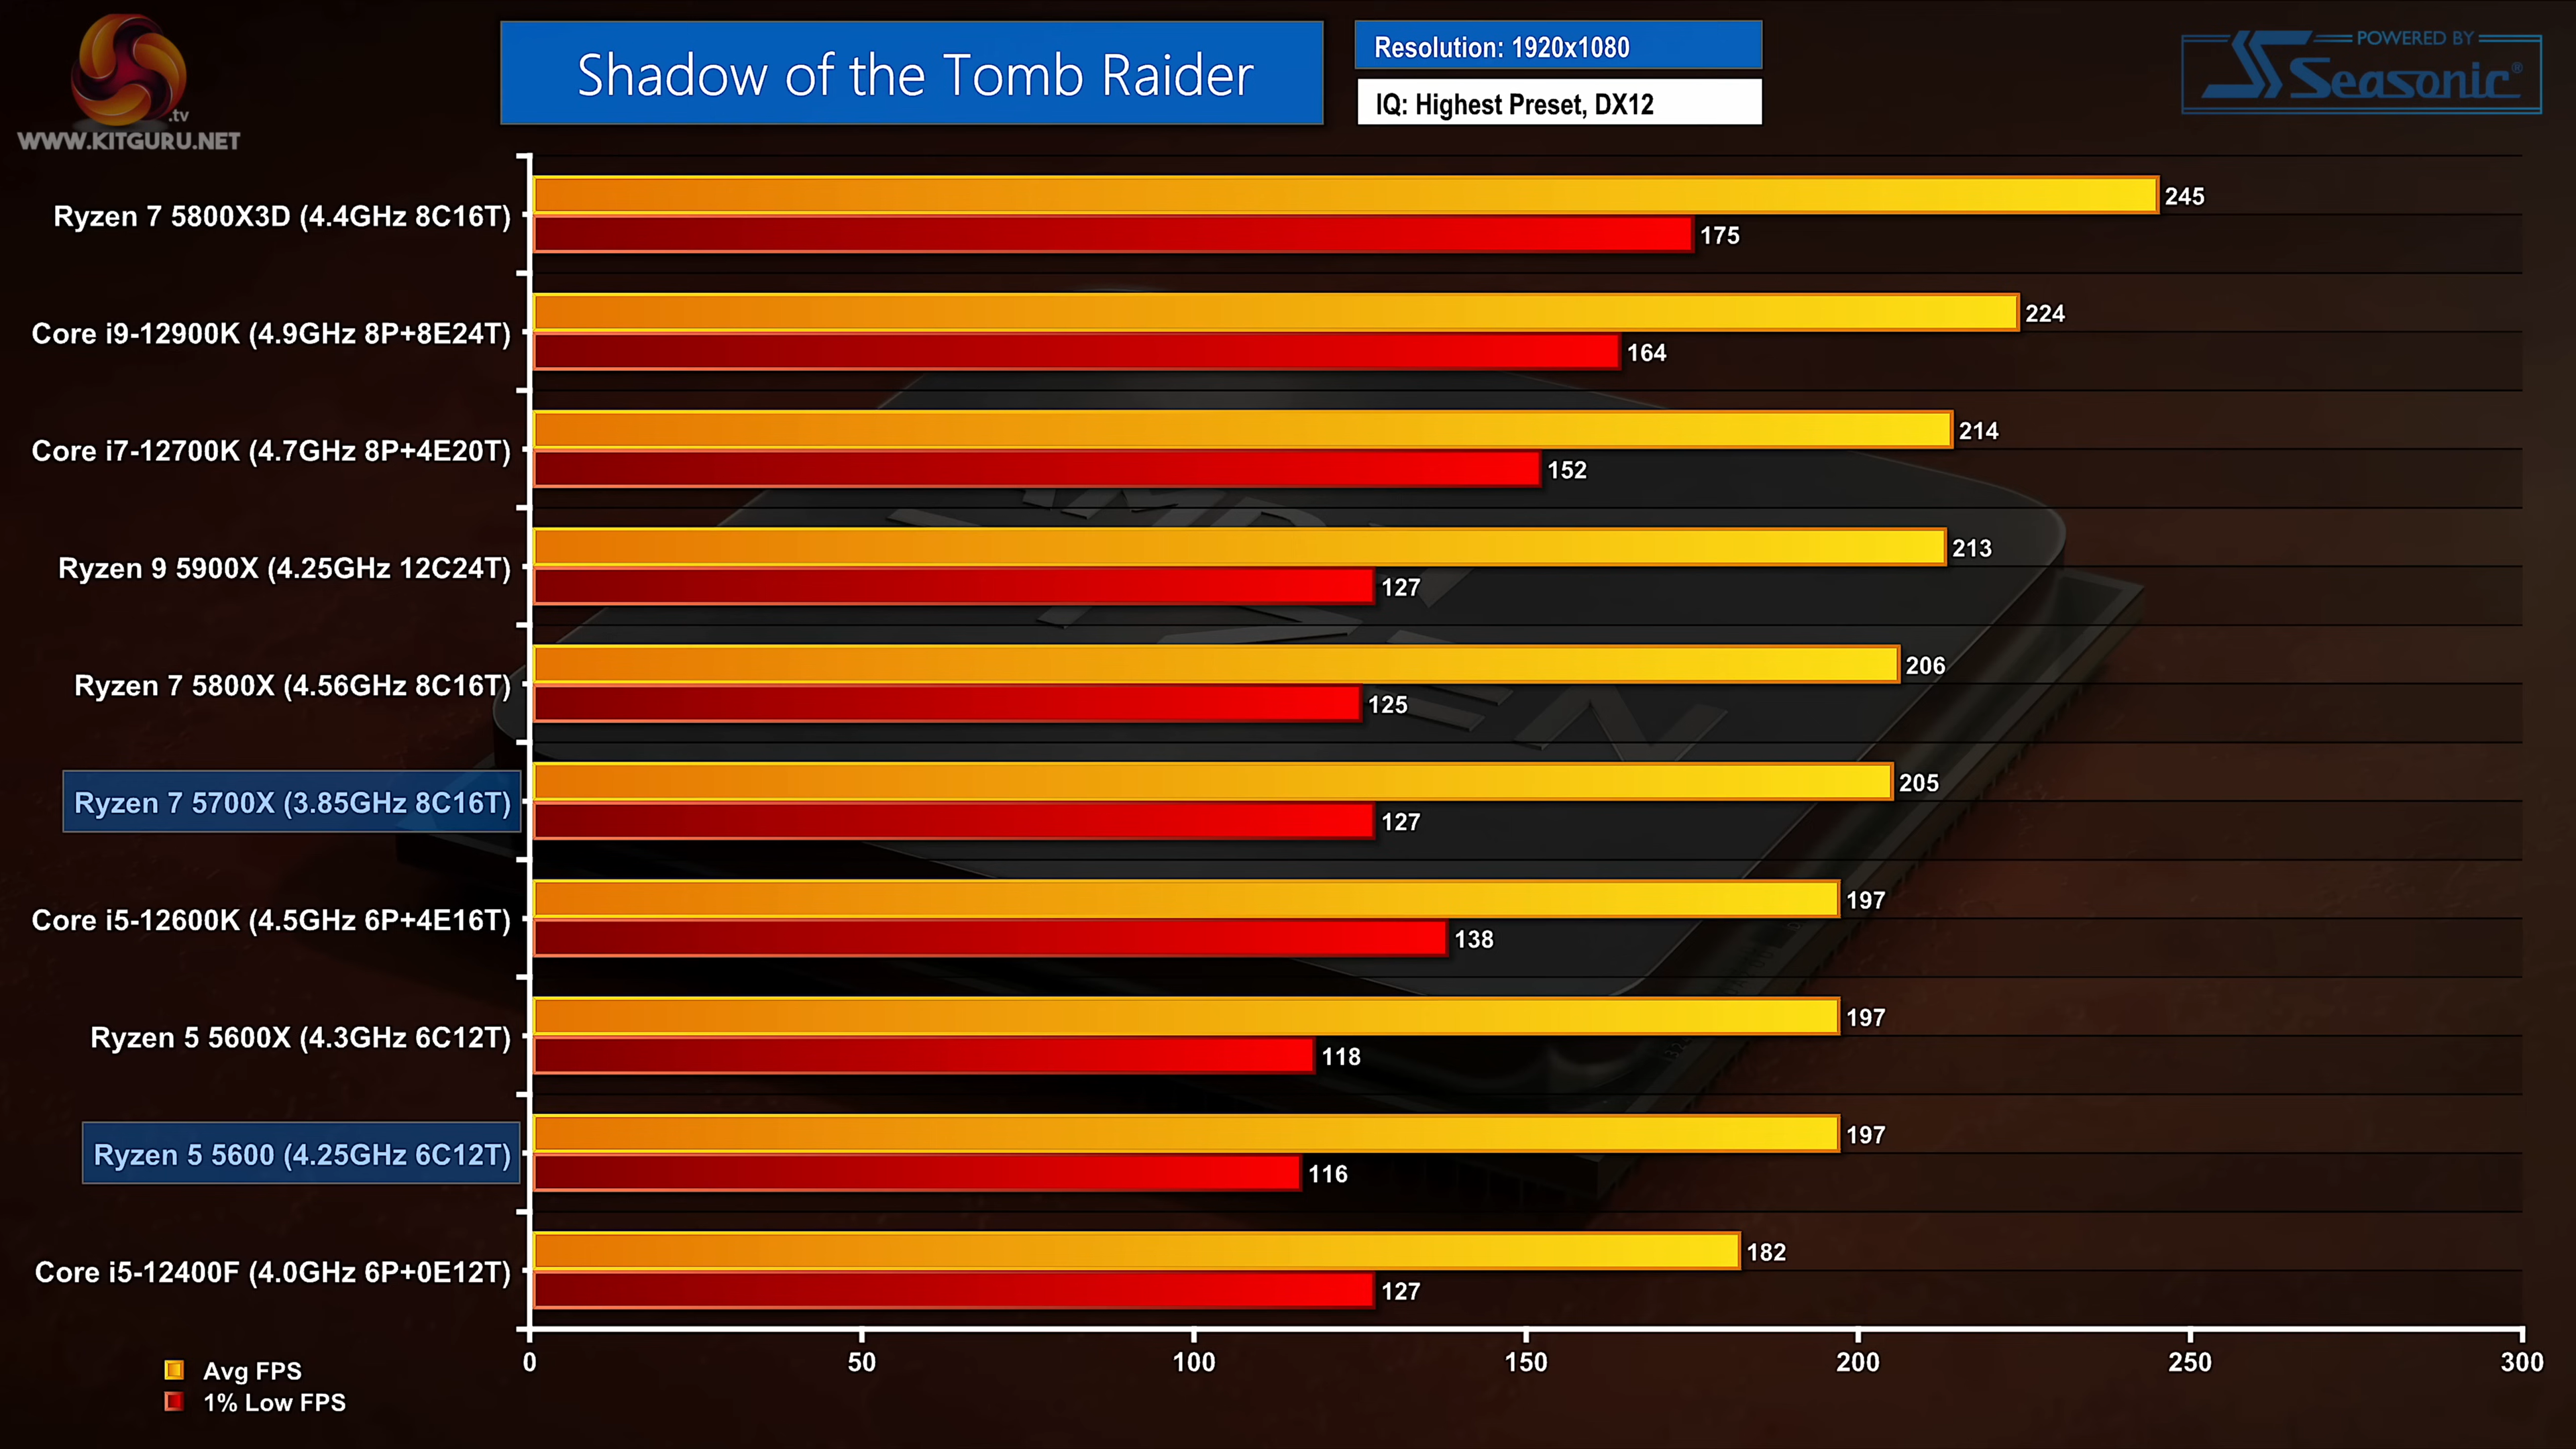 .tv
WWW.KITGURU.NET
Shadow of the Tomb Raider
Resolution: 1920x1080
IQ: Highest Preset, DX12
POWERED BY
Seasonic®
Ryzen 7 5800X3D (4.4GHz 8C16T)
245
175
Core i9-12900K (4.9GHz 8P+8E24T)
224
164
Core i7-12700K (4.7GHz 8P+4E20T)
214
152
Ryzen 9 5900X (4.25GHz 12C24T)
213
127
Ryzen 7 5800X (4.56GHz 8C16T)
206
125
Ryzen 7 5700X (3.85GHz 8C16T)
205
127
Core i5-12600K (4.5GHz 6P+4E16T)
197
138
Ryzen 5 5600X (4.3GHz 6C12T)
197
118
Ryzen 5 5600 (4.25GHz 6C12T)
197
116
Core i5-12400F (4.0GHz 6P+0E12T)
182
127
0 50 100 150 200 250 300
Avg FPS
1% Low FPS